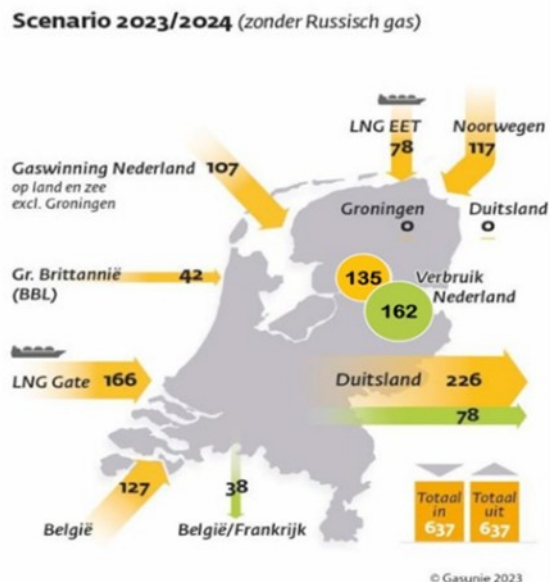 Scenario 2023/2024 (zonder Russisch gas)
LNG EET
78
Noorwegen
117
Gaswinning Nederland 107
op land en zee
excl. Groningen
Groningen
0
Duitsland
0
Gr. Brittannië 42
(BBL)
135
Verbruik
Nederland
162
LNG Gate 166
Duitsland 226
78
127
België
38
België/Frankrijk
Totaal
in
637
Totaal
uit
637
© Gasunie 2023